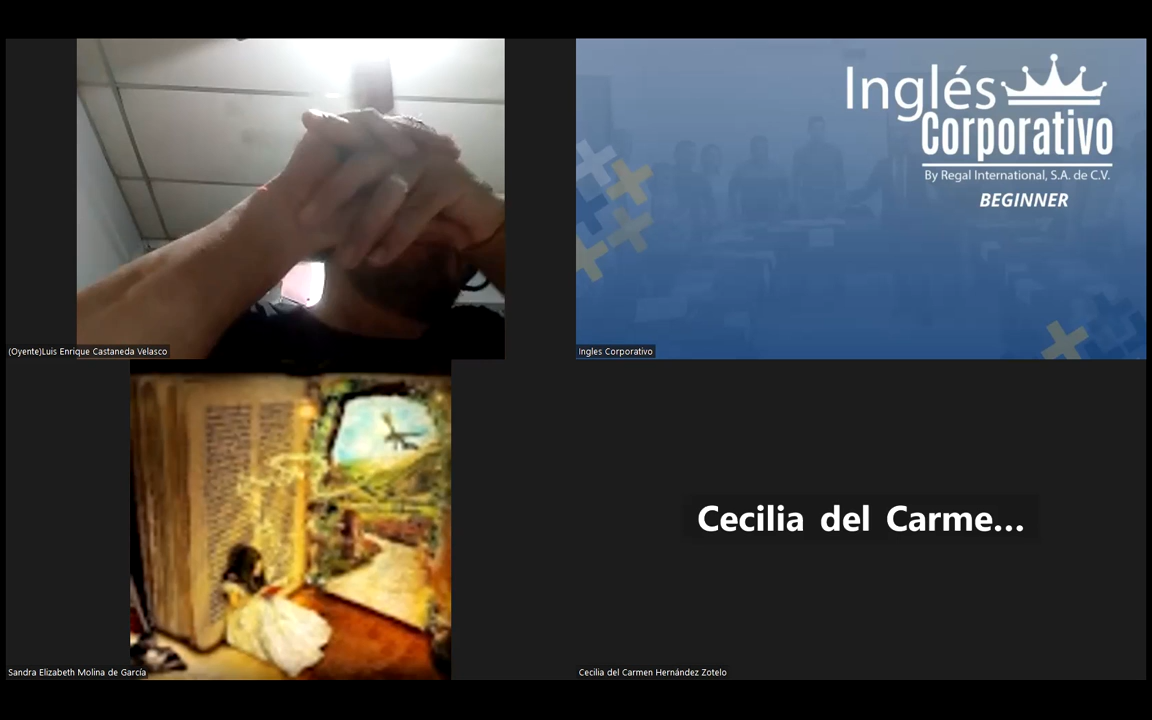 Inglés
Corporativo
By Regal International, S.A. de C.V.
BEGINNER
(Oyente)Luis Enrique Castaneda Velasco
Ingles Corporativo
Cecilia del Carme...
Sandra Elizabeth Molina de García
Cecilia del Carmen Hernández Zotelo